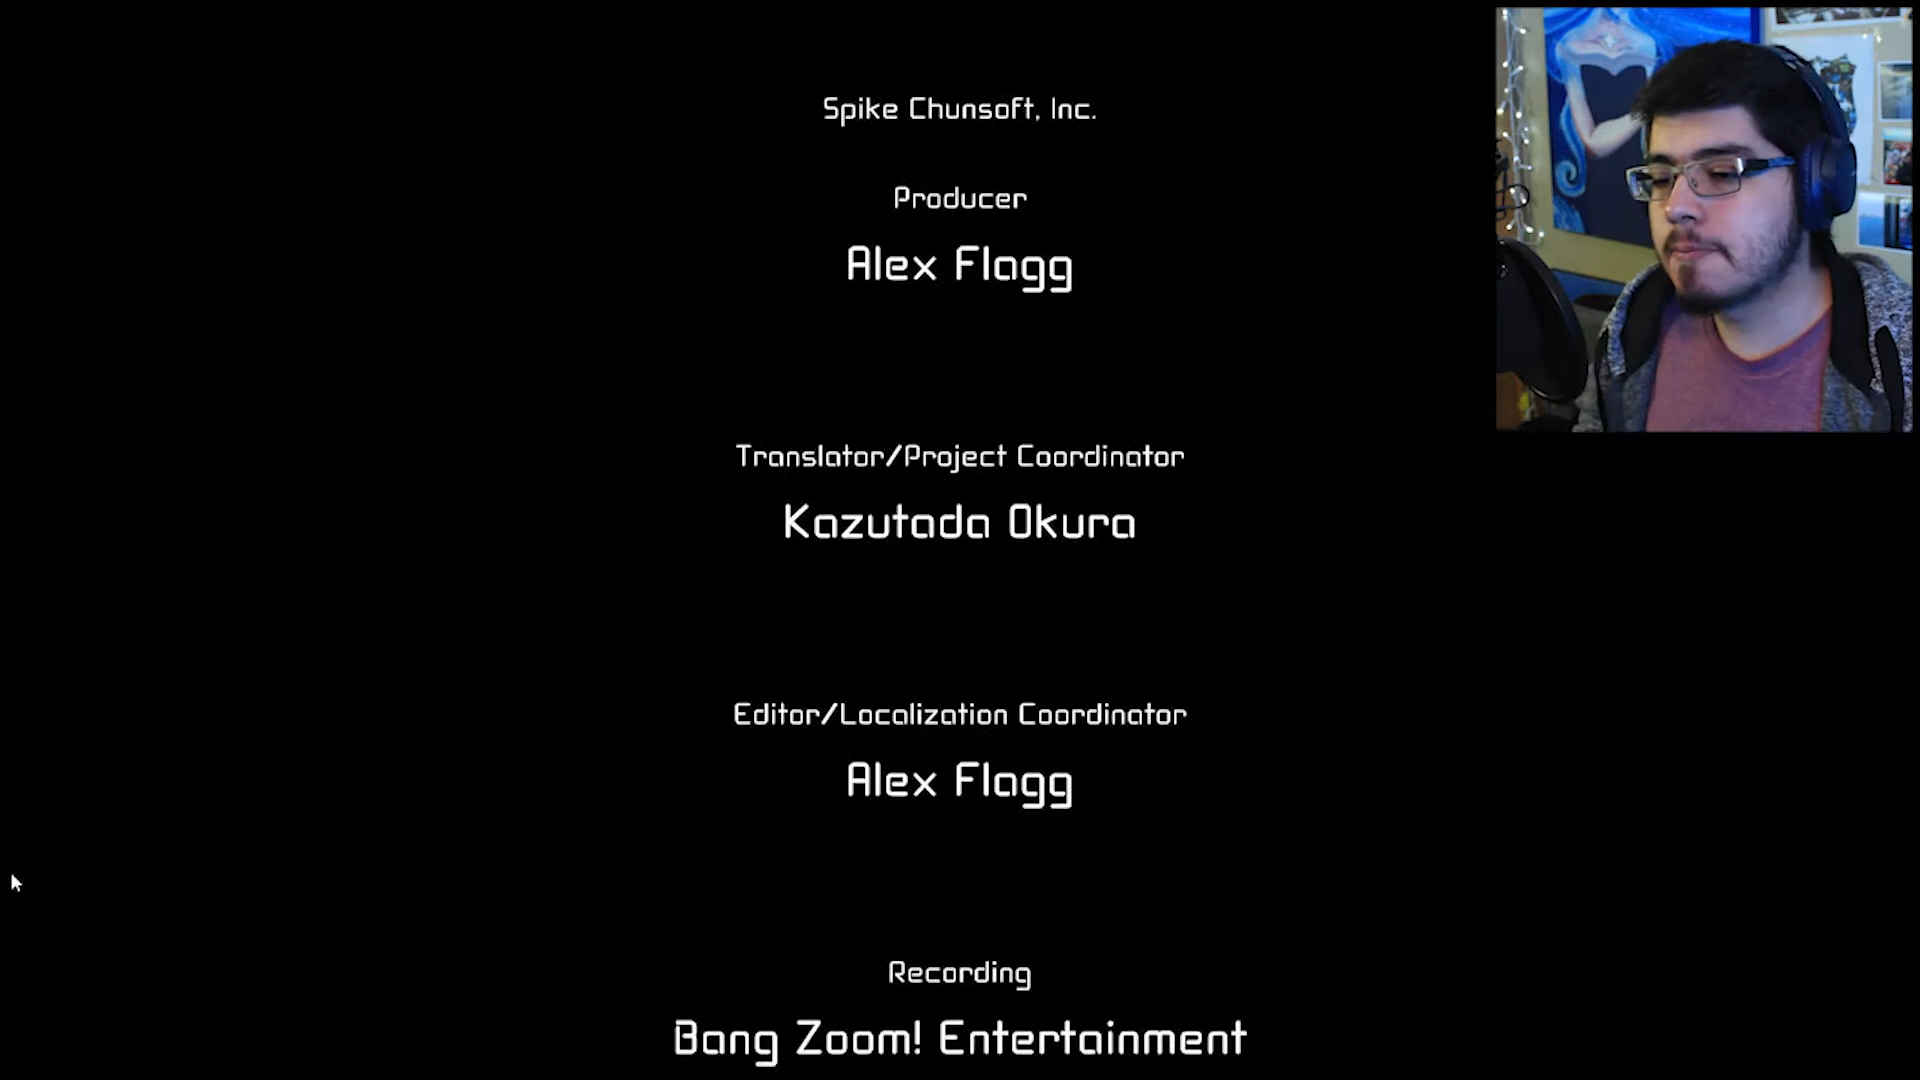 Spike Chunsoft, Inc.
Producer
Alex Flagg
Translator/Project Coordinator
Kazutada Okura
Editor/Localization Coordinator
Alex Flagg
Recording
Bang Zoom! Entertainment